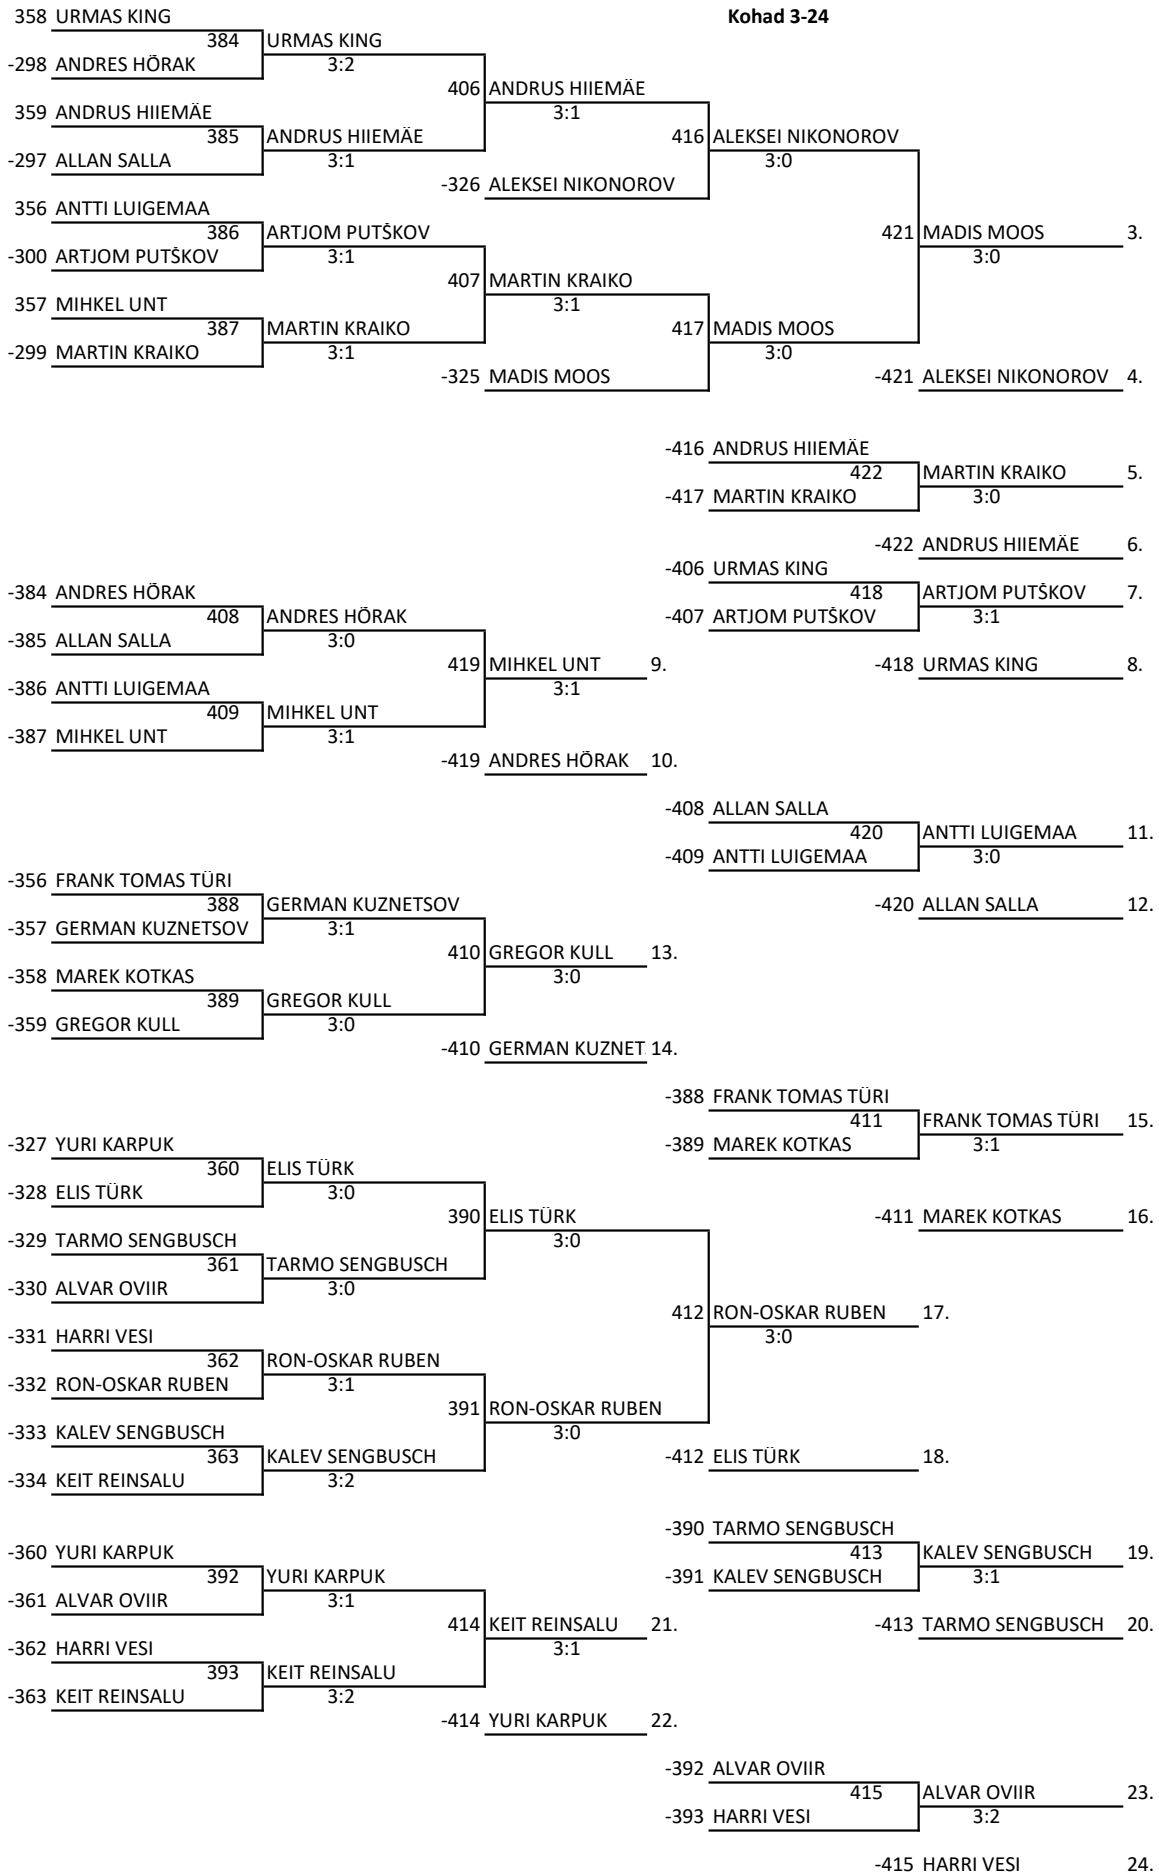 358 URMAS KING Kohad 3-24
384 URMAS KING
-298 ANDRES HÕRAK 3:2
406 ANDRUS HIIEMÄE
359 ANDRUS HIIEMÄE 3:1
385 ANDRUS HIIEMÄE 416 ALEKSEI NIKONOROV
-297 ALLAN SALLA 3:1 3:0
-326 ALEKSEI NIKONOROV
356 ANTTI LUIGEMAA
386 ARTJOM PUTŠKOV 421 MADIS MOOS 3.
-300 ARTJOM PUTŠKOV 3:1 3:0
407 MARTIN KRAIKO
357 MIHKEL UNT 3:1
387 MARTIN KRAIKO 417 MADIS MOOS
-299 MARTIN KRAIKO 3:1 3:0
-325 MADIS MOOS -421 ALEKSEI NIKONOROV 4.
-416 ANDRUS HIIEMÄE
422 MARTIN KRAIKO 5.
-417 MARTIN KRAIKO 3:0
-422 ANDRUS HIIEMÄE 6.
-406 URMAS KING
-384 ANDRES HÕRAK 418 ARTJOM PUTŠKOV 7.
408 ANDRES HÕRAK -407 ARTJOM PUTŠKOV 3:1
-385 ALLAN SALLA 3:0
419 MIHKEL UNT 9. -418 URMAS KING 8.
-386 ANTTI LUIGEMAA 3:1
409 MIHKEL UNT
-387 MIHKEL UNT 3:1
-419 ANDRES HÕRAK 10.
-408 ALLAN SALLA
420 ANTTI LUIGEMAA 11.
-409 ANTTI LUIGEMAA 3:0
-356 FRANK TOMAS TÜRI
388 GERMAN KUZNETSOV -420 ALLAN SALLA 12.
-357 GERMAN KUZNETSOV 3:1
410 GREGOR KULL 13.
-358 MAREK KOTKAS 3:0
389 GREGOR KULL
-359 GREGOR KULL 3:0
-410 GERMAN KUZNET 14.
-388 FRANK TOMAS TÜRI
411 FRANK TOMAS TÜRI 15.
-327 YURI KARPUK -389 MAREK KOTKAS 3:1
360 ELIS TÜRK
-328 ELIS TÜRK 3:0
390 ELIS TÜRK -411 MAREK KOTKAS 16.
-329 TARMO SENGBUSCH 3:0
361 TARMO SENGBUSCH
-330 ALVAR OVIIR 3:0
412 RON-OSKAR RUBEN 17.
-331 HARRI VESI 3:0
362 RON-OSKAR RUBEN
-332 RON-OSKAR RUBEN 3:1
391 RON-OSKAR RUBEN
-333 KALEV SENGBUSCH 3:0
363 KALEV SENGBUSCH -412 ELIS TÜRK 18.
-334 KEIT REINSALU 3:2
-390 TARMO SENGBUSCH
-360 YURI KARPUK 413 KALEV SENGBUSCH 19.
392 YURI KARPUK -391 KALEV SENGBUSCH 3:1
-361 ALVAR OVIIR 3:1
414 KEIT REINSALU 21. -413 TARMO SENGBUSCH 20.
-362 HARRI VESI 3:1
393 KEIT REINSALU
-363 KEIT REINSALU 3:2
-414 YURI KARPUK 22.
-392 ALVAR OVIIR
415 ALVAR OVIIR 23.
-393 HARRI VESI 3:2
-415 HARRI VESI 24.